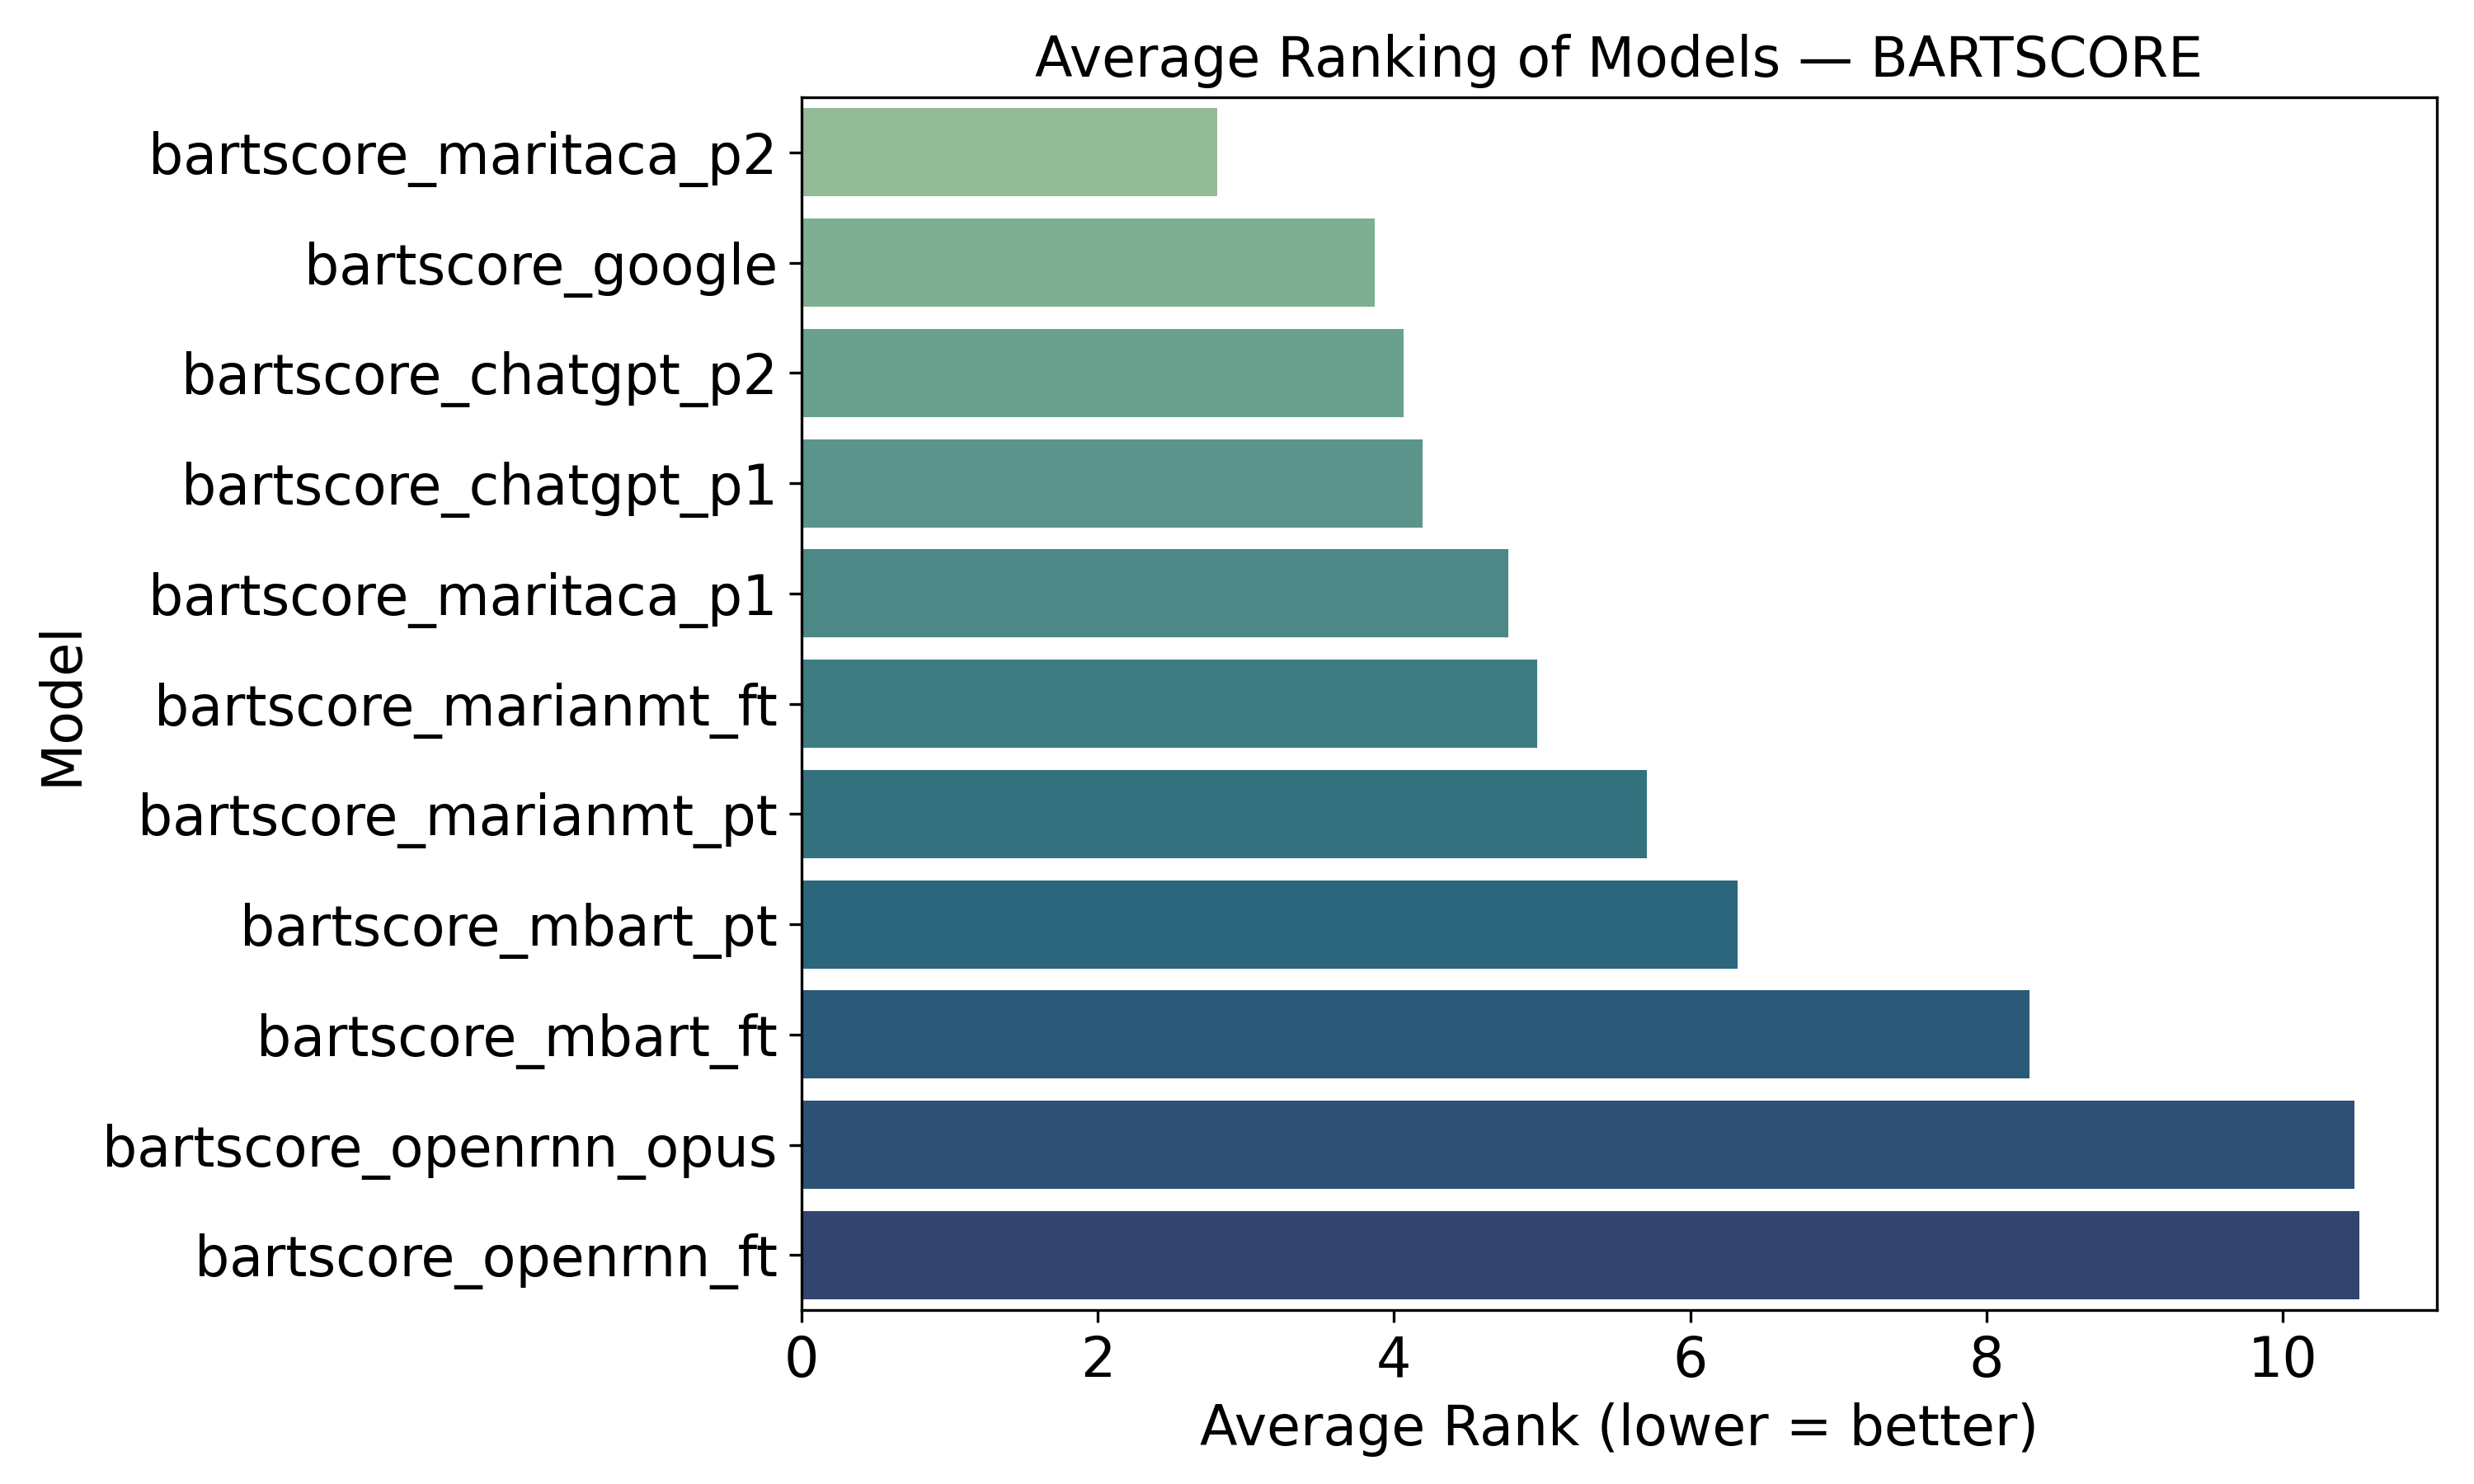 Average Ranking of Models — BARTSCORE
Model
bartscore_maritaca_p2
bartscore_google
bartscore_chatgpt_p2
bartscore_chatgpt_p1
bartscore_maritaca_p1
bartscore_marianmt_ft
bartscore_marianmt_pt
bartscore_mbart_pt
bartscore_mbart_ft
bartscore_openrnn_opus
bartscore_openrnn_ft
0 2 4 6 8 10
Average Rank (lower = better)